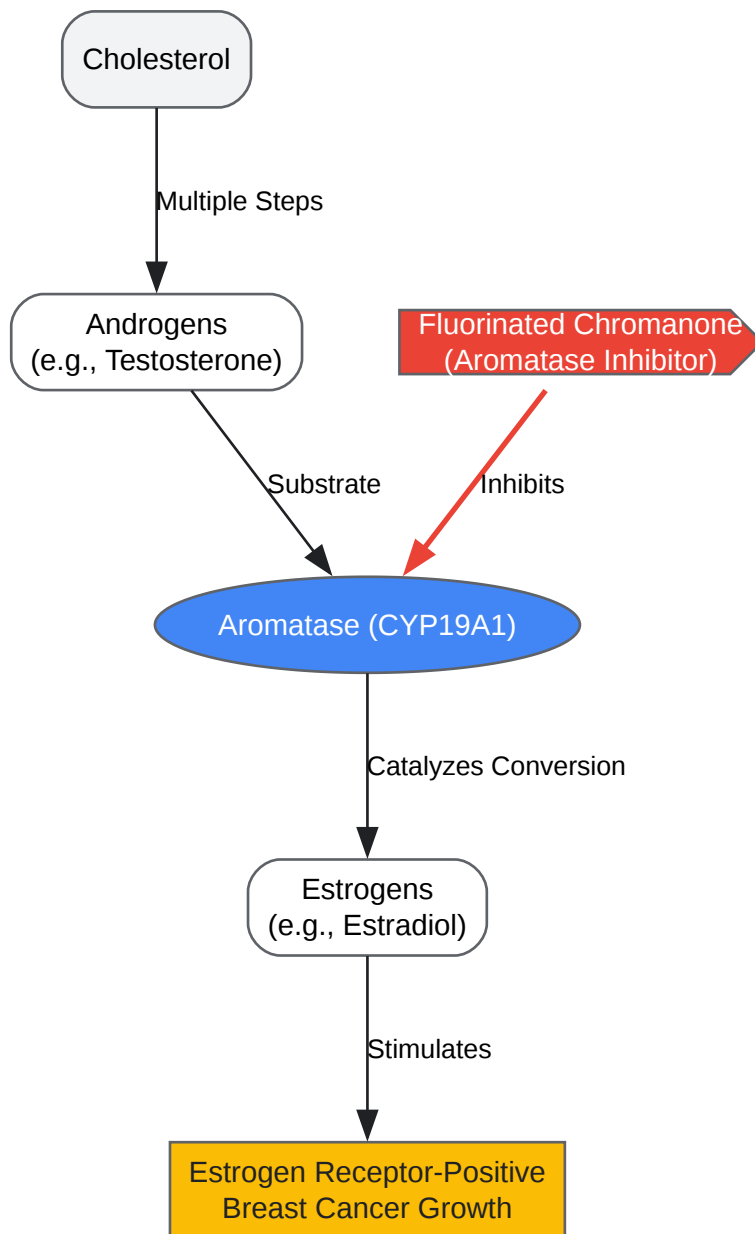 Cholesterol
Multiple Steps
Androgens
(e.g., Testosterone)
Fluorinated Chromanone
(Aromatase Inhibitor)
Substrate
Inhibits
Aromatase (CYP19A1)
Catalyzes Conversion
Estrogens
(e.g., Estradiol)
Stimulates
Estrogen Receptor-Positive
Breast Cancer Growth